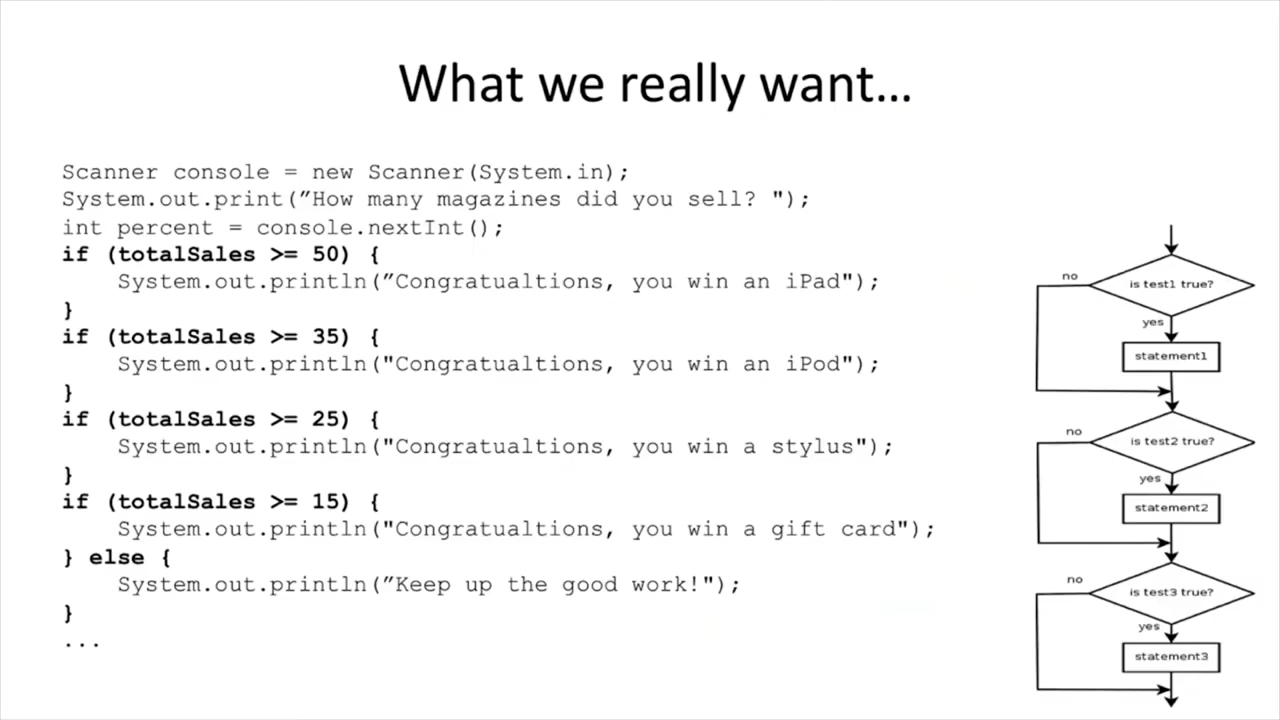 What we really want...
Scanner console = new Scanner(System.in);
System.out.print(”How many magazines did you sell? ");
int percent = console.nextInt();
if (totalSales >= 50) {
    System.out.println(”Congratualtions, you win an iPad");
}
if (totalSales >= 35) {
    System.out.println("Congratualtions, you win an iPod");
}
if (totalSales >= 25) {
    System.out.println("Congratualtions, you win a stylus");
}
if (totalSales >= 15) {
    System.out.println("Congratualtions, you win a gift card");
} else {
    System.out.println(”Keep up the good work!");
}
...
no
is test1 true?
yes
statement1
no
is test2 true?
yes
statement2
no
is test3 true?
yes
statement3